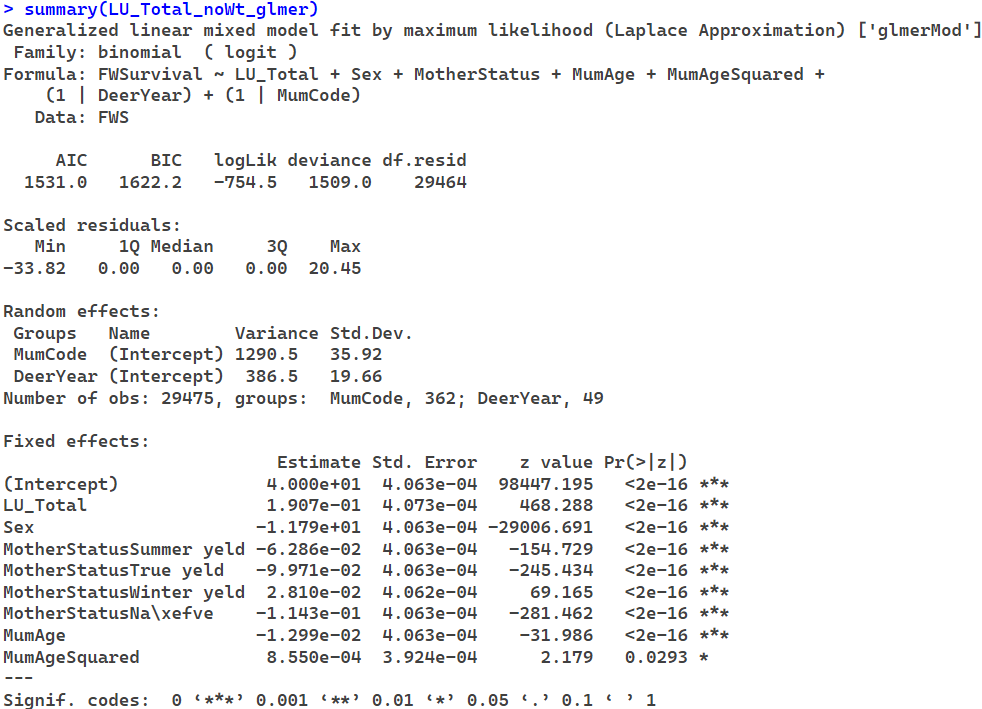 > summary(LU_Total_noWt_glmer)
Generalized linear mixed model fit by maximum likelihood (Laplace Approximation) ['glmerMod']
 Family: binomial  ( logit )
Formula: FWSurvival ~ LU_Total + Sex + MotherStatus + MumAge + MumAgeSquared +
    (1 | DeerYear) + (1 | MumCode)
   Data: FWS
     AIC      BIC   logLik deviance df.resid
  1531.0   1622.2   -754.5   1509.0    29464
Scaled residuals:
   Min     1Q Median     3Q    Max
-33.82   0.00   0.00   0.00  20.45
Random effects:
 Groups   Name        Variance Std.Dev.
 MumCode  (Intercept) 1290.5   35.92
 DeerYear (Intercept)  386.5   19.66
Number of obs: 29475, groups:  MumCode, 362; DeerYear, 49
Fixed effects:
                          Estimate Std. Error    z value Pr(>|z|)
(Intercept)              4.000e+01  4.063e-04  98447.195   <2e-16 ***
LU_Total                 1.907e-01  4.073e-04    468.288   <2e-16 ***
Sex                     -1.179e+01  4.063e-04 -29006.691   <2e-16 ***
MotherStatusSummer yeld -6.286e-02  4.063e-04   -154.729   <2e-16 ***
MotherStatusTrue yeld   -9.971e-02  4.063e-04   -245.434   <2e-16 ***
MotherStatusWinter yeld  2.810e-02  4.062e-04     69.165   <2e-16 ***
MotherStatusNa\xefve    -1.143e-01  4.063e-04   -281.462   <2e-16 ***
MumAge                  -1.299e-02  4.063e-04    -31.986   <2e-16 ***
MumAgeSquared            8.550e-04  3.924e-04      2.179   0.0293 *
---
Signif. codes:  0 ‘***’ 0.001 ‘**’ 0.01 ‘*’ 0.05 ‘.’ 0.1 ‘ ’ 1